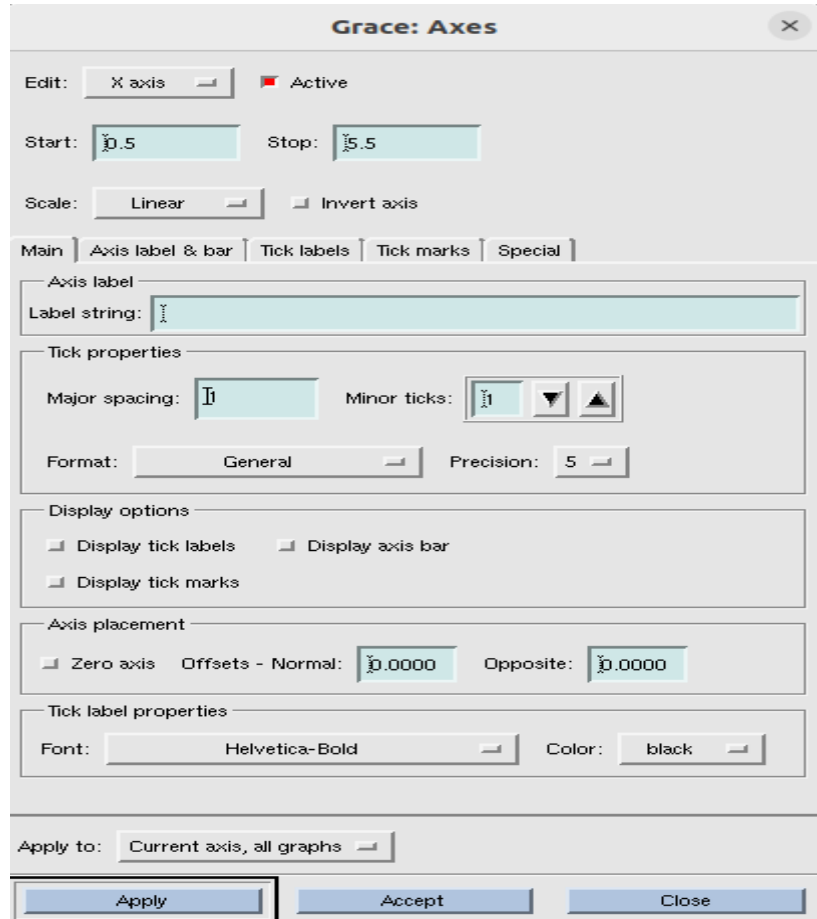 Grace: Axes
Edit: X axis Active
Start: 0.5 Stop: 5.5
Scale: Linear Invert axis
Main Axis label & bar Tick labels Tick marks Special
Axis label
Label string:
Tick properties
Major spacing: 1 Minor ticks: 1
Format: General Precision: 5
Display options
Display tick labels Display axis bar
Display tick marks
Axis placement
Zero axis Offsets - Normal: 0.0000 Opposite: 0.0000
Tick label properties
Font: Helvetica-Bold Color: black
Apply to: Current axis, all graphs
Apply Accept Close